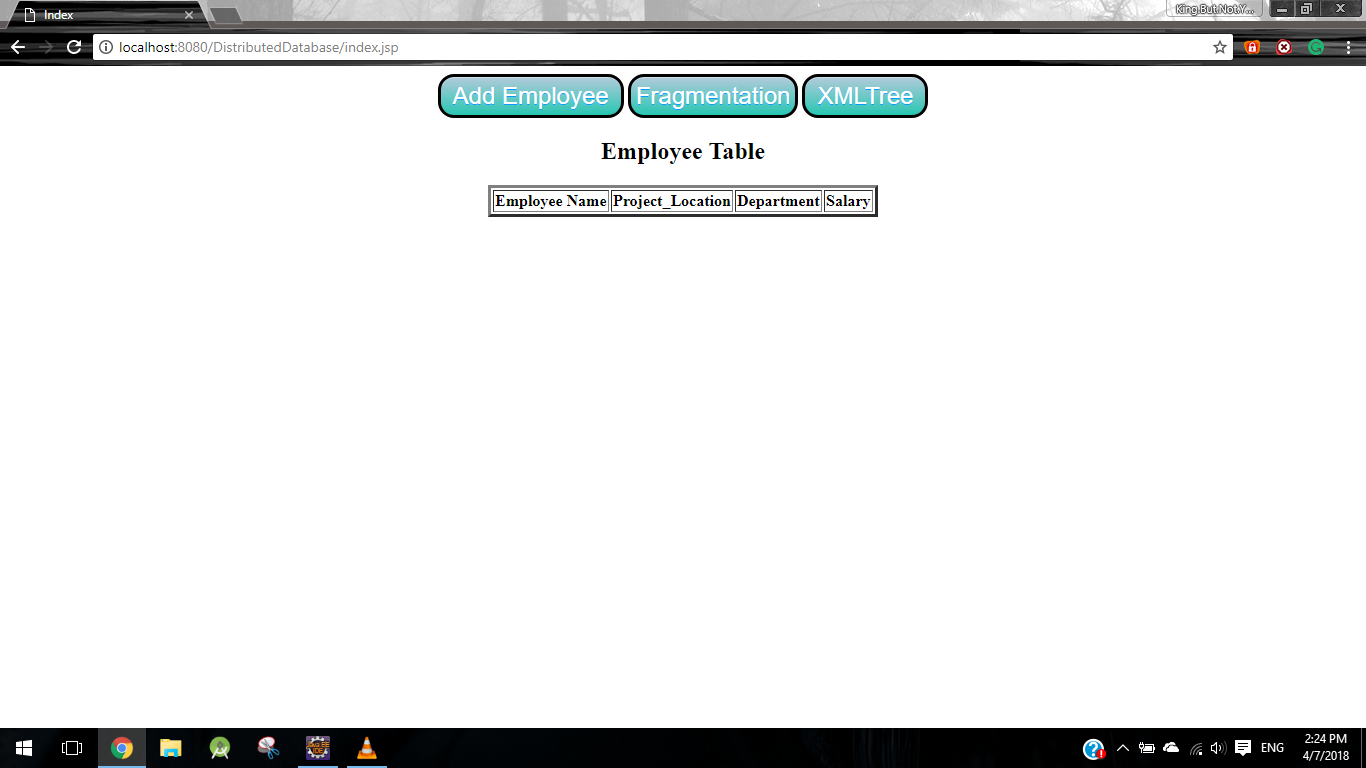 Index
King.But.Not.Y...
localhost:8080/DistributedDatabase/index.jsp
Add Employee Fragmentation XMLTree
Employee Table
Employee Name Project_Location Department Salary
ENG
2:24 PM
4/7/2018